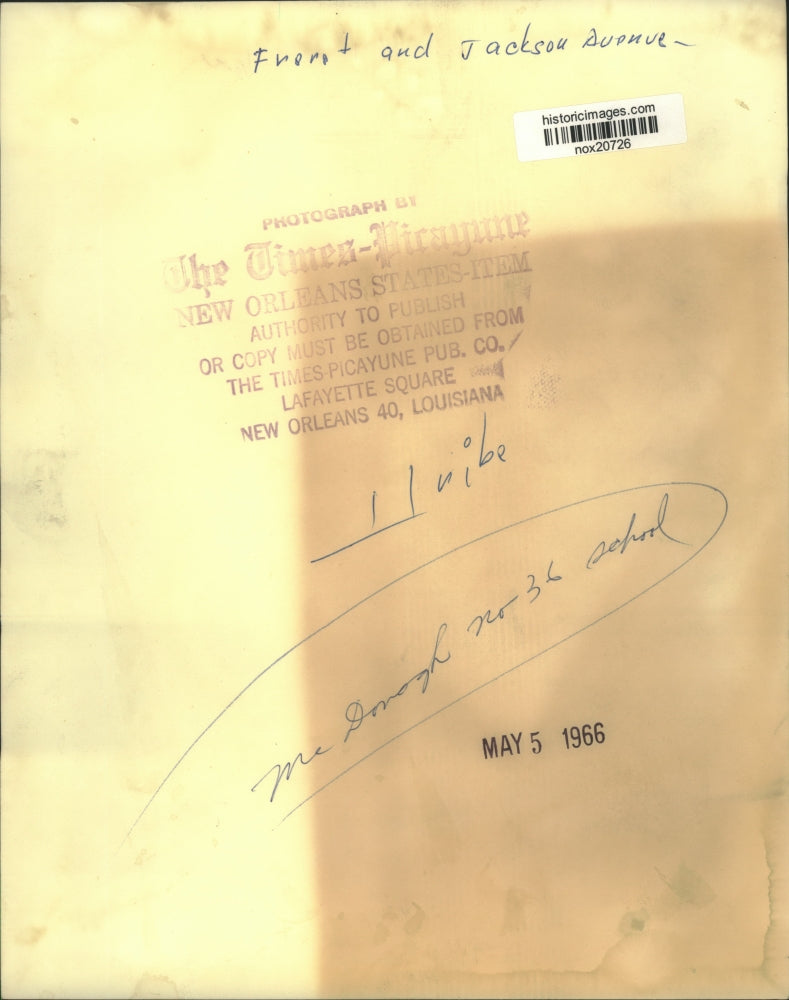 Freret and Jackson Avenue-
historicimages.com
nox20726
PHOTOGRAPH BY
The Times-Picayune
NEW ORLEANS STATES-ITEM
AUTHORITY TO PUBLISH
OR COPY MUST BE OBTAINED FROM
THE TIMES-PICAYUNE PUB. CO.
LAFAYETTE SQUARE
NEW ORLEANS 40, LOUISIANA
McDonogh no 36 school
MAY 5 1966